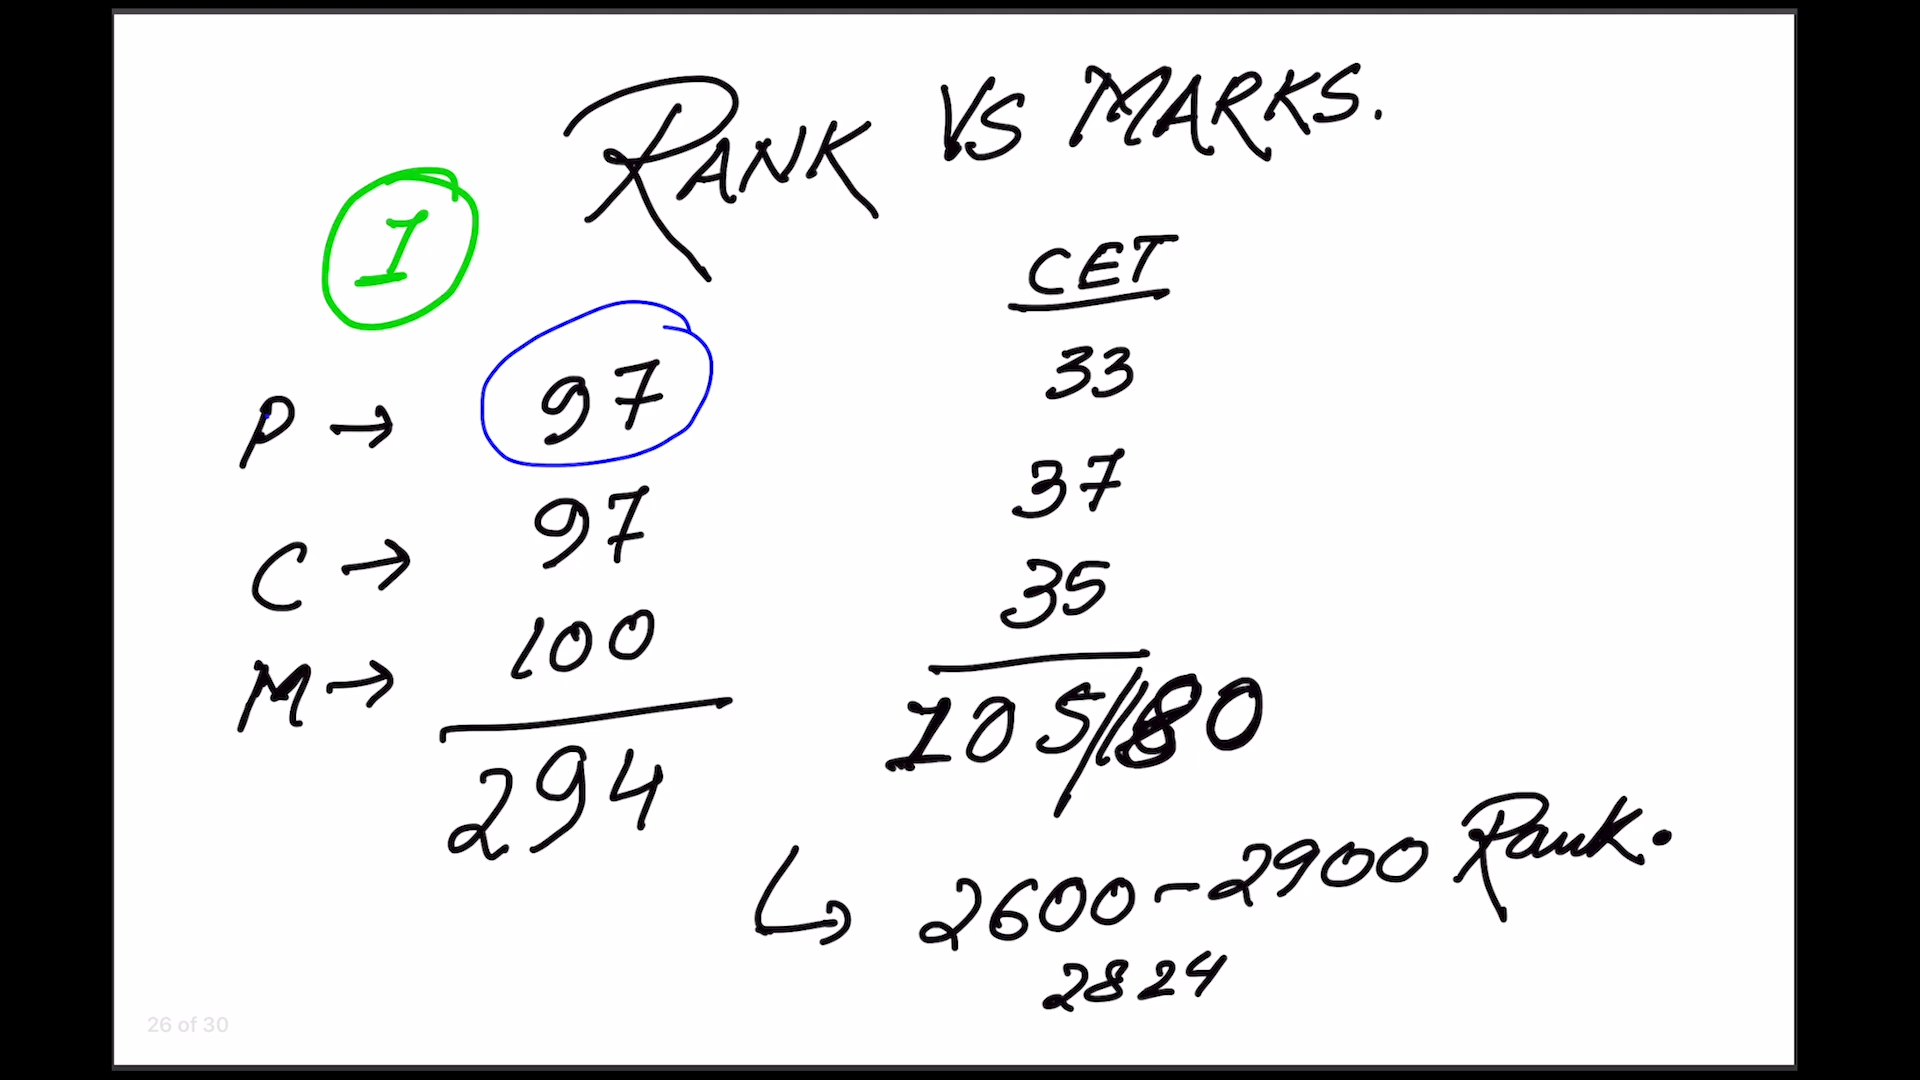 RANK VS MARKS.
I
CET
P → 97 33
C → 97 37
M → 100 35
294 105/180
↳ 2600 - 2900 Rank.
2824
26 of 30